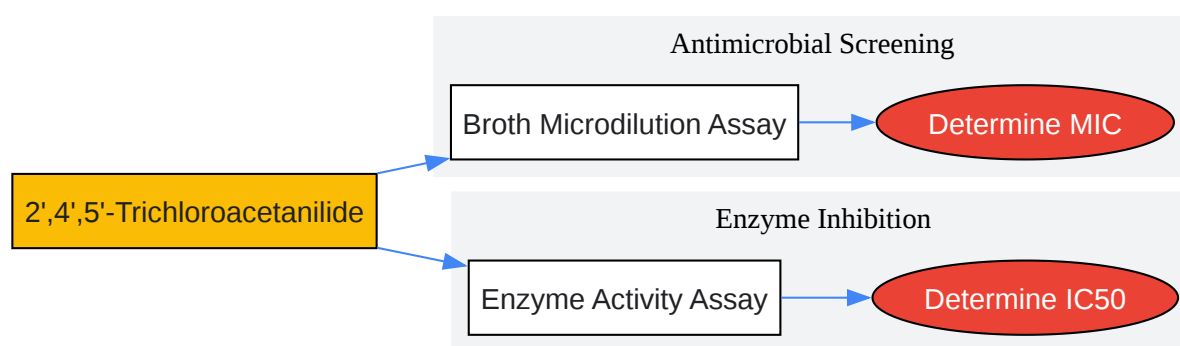 Antimicrobial Screening
Broth Microdilution Assay
Determine MIC
2',4',5'-Trichloroacetanilide
Enzyme Inhibition
Enzyme Activity Assay
Determine IC50